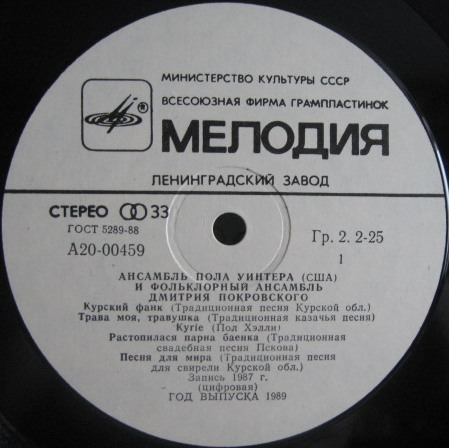 МИНИСТЕРСТВО КУЛЬТУРЫ СССР
ВСЕСОЮЗНАЯ ФИРМА ГРАМПЛАСТИНОК
®
МЕЛОДИЯ
ЛЕНИНГРАДСКИЙ ЗАВОД
СТЕРЕО 33
ГОСТ 5289-88
А20-00459
Гр. 2. 2-25
1
АНСАМБЛЬ ПОЛА УИНТЕРА (США)
И ФОЛЬКЛОРНЫЙ АНСАМБЛЬ
ДМИТРИЯ ПОКРОВСКОГО
Курский фанк (Традиционная песня Курской обл.)
Трава моя, травушка (Традиционная казачья песня)
Kyrie (Пол Хэлли)
Растопилася парна баенка (Традиционная
свадебная песня Пскова)
Песня для мира (Традиционная песня
для свирели Курской обл.)
Запись 1987 г.
(цифровая)
ГОД ВЫПУСКА 1989